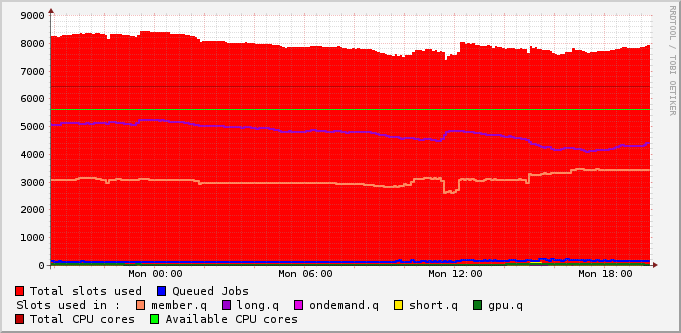 RRDTOOL / TOBI OETIKER
9000
8000
7000
6000
5000
4000
3000
2000
1000
0
Mon 00:00 Mon 06:00 Mon 12:00 Mon 18:00
Total slots used Queued Jobs
Slots used in : member.q long.q ondemand.q short.q gpu.q
Total CPU cores Available CPU cores